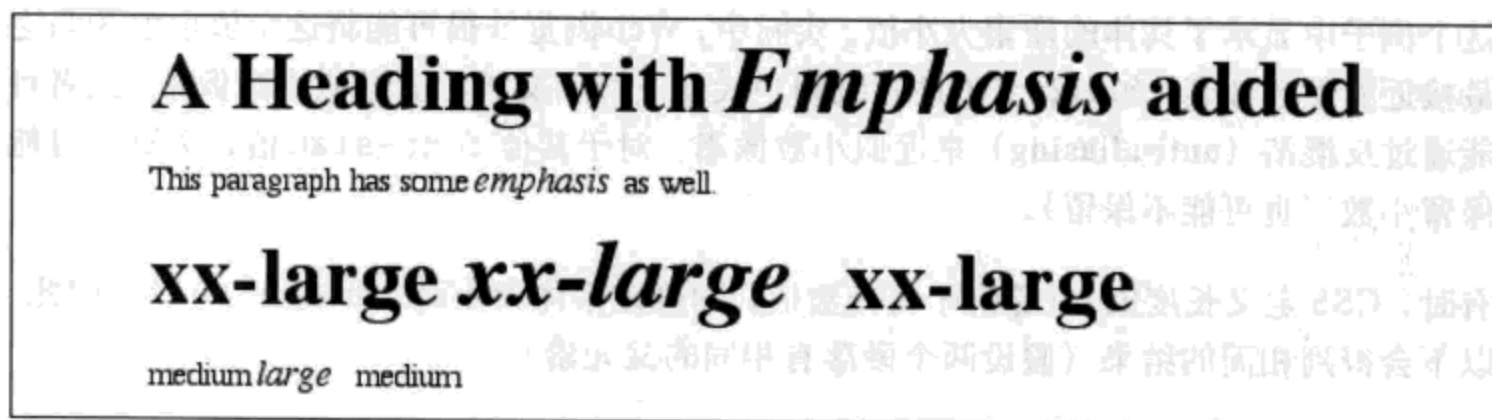 A Heading with Emphasis added
This paragraph has some emphasis as well.
xx-large xx-large xx-large
medium large medium